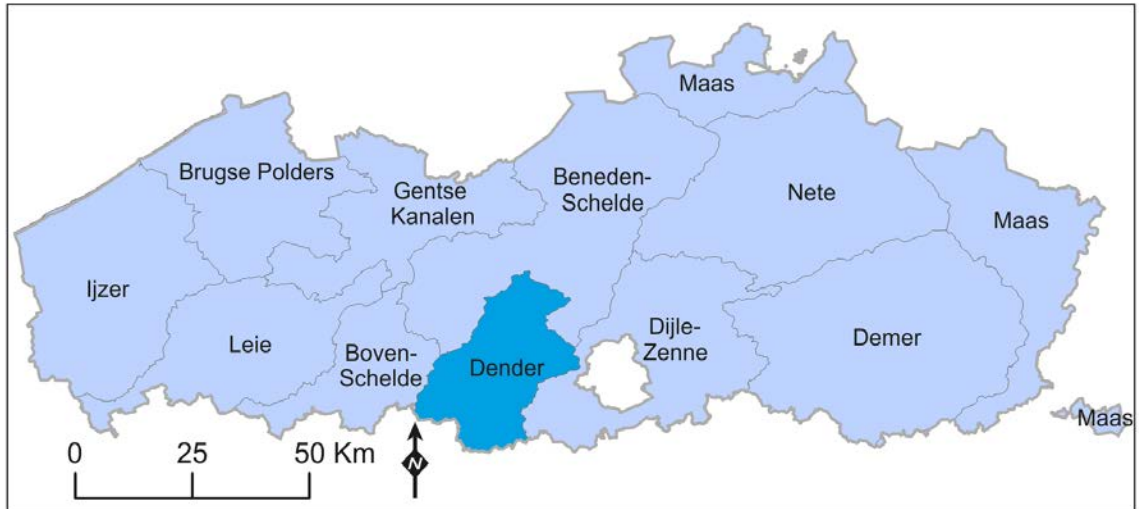 Maas
Brugse Polders
Gentse
Kanalen
Beneden-
Schelde
Nete
Maas
Ijzer
Leie
Boven-
Schelde
Dender
Dijle-
Zenne
Demer
Maas
0 25 50 Km
N